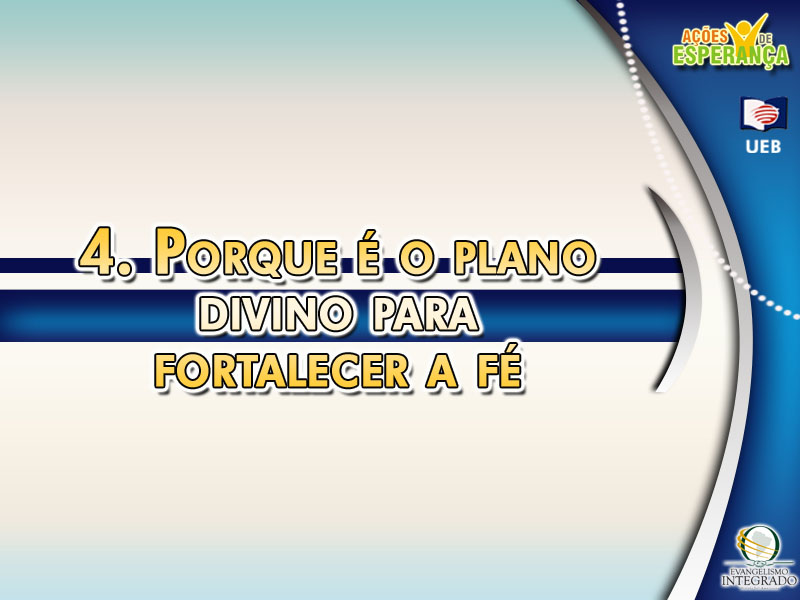 AÇÕES DE
ESPERANÇA
UEB
4. PORQUE É O PLANO
DIVINO PARA
FORTALECER A FÉ
EVANGELISMO
INTEGRADO